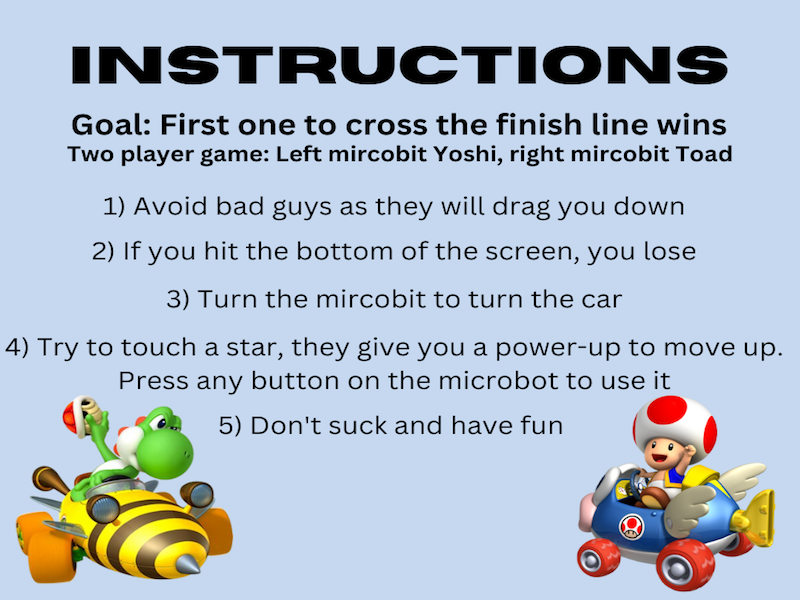 INSTRUCTIONS
Goal: First one to cross the finish line wins
Two player game: Left mircobit Yoshi, right mircobit Toad
1) Avoid bad guys as they will drag you down
2) If you hit the bottom of the screen, you lose
3) Turn the mircobit to turn the car
4) Try to touch a star, they give you a power-up to move up.
Press any button on the microbot to use it
5) Don't suck and have fun